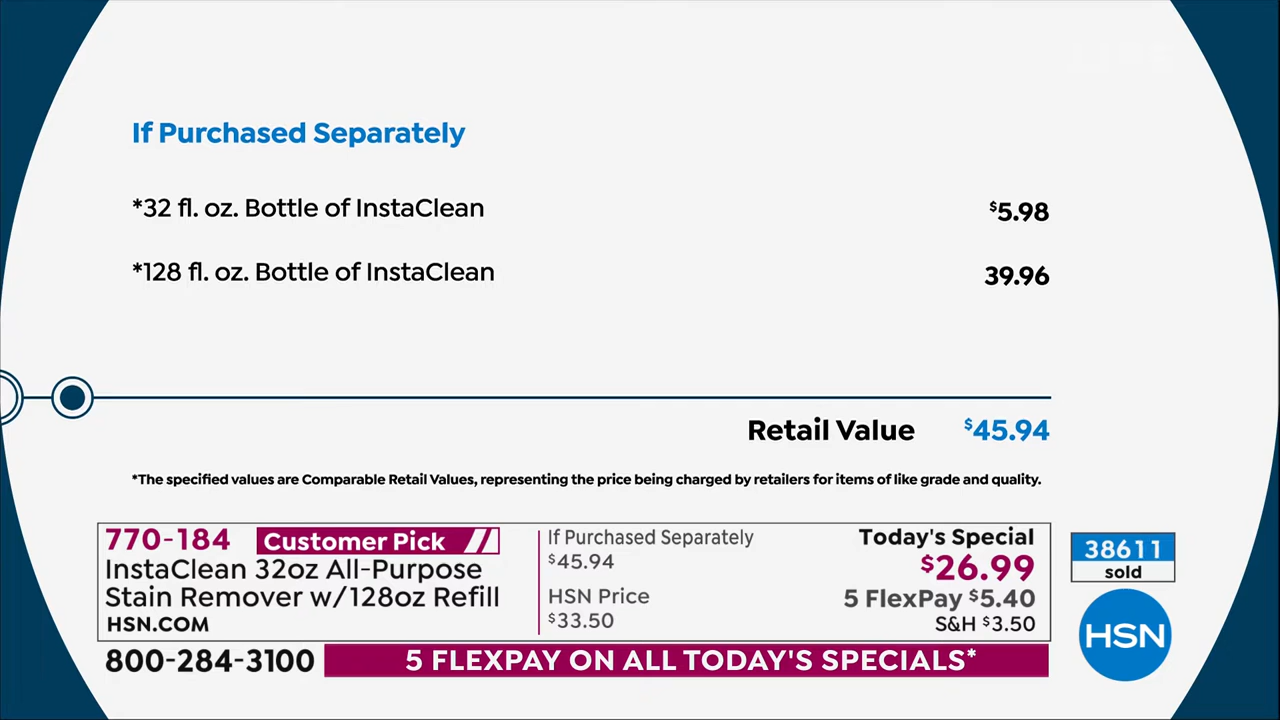 If Purchased Separately
*32 fl. oz. Bottle of InstaClean $5.98
*128 fl. oz. Bottle of InstaClean 39.96
Retail Value $45.94
*The specified values are Comparable Retail Values, representing the price being charged by retailers for items of like grade and quality.
770-184 Customer Pick
InstaClean 32oz All-Purpose
Stain Remover w/128oz Refill
HSN.COM
If Purchased Separately
$45.94
HSN Price
$33.50
Today's Special
$26.99
5 FlexPay $5.40
S&H $3.50
38611
sold
HSN
800-284-3100 5 FLEXPAY ON ALL TODAY'S SPECIALS*